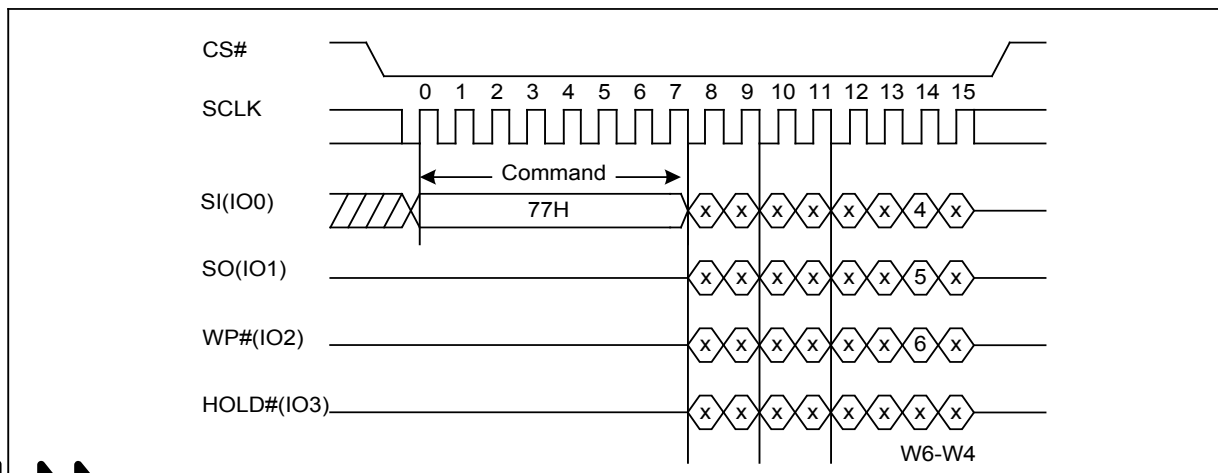 CS#
0 1 2 3 4 5 6 7 8 9 10 11 12 13 14 15
SCLK
Command
SI(IO0) 77H x x x x x x 4 x
SO(IO1) x x x x x x 5 x
WP#(IO2) x x x x x x 6 x
HOLD#(IO3) x x x x x x x x
W6-W4